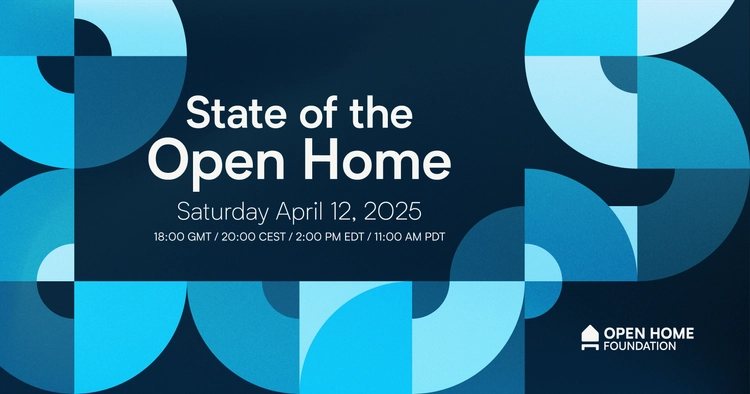 State of the
Open Home
Saturday April 12, 2025
18:00 GMT / 20:00 CEST / 2:00 PM EDT / 11:00 AM PDT
OPEN HOME
FOUNDATION